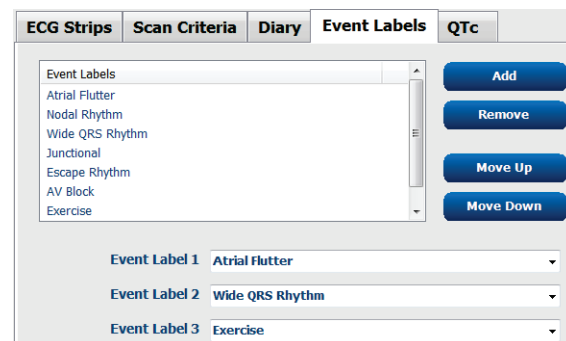 ECG Strips Scan Criteria Diary Event Labels QTc
Event Labels
Atrial Flutter
Nodal Rhythm
Wide QRS Rhythm
Junctional
Escape Rhythm
AV Block
Exercise
Add
Remove
Move Up
Move Down
Event Label 1 Atrial Flutter
Event Label 2 Wide QRS Rhythm
Event Label 3 Exercise